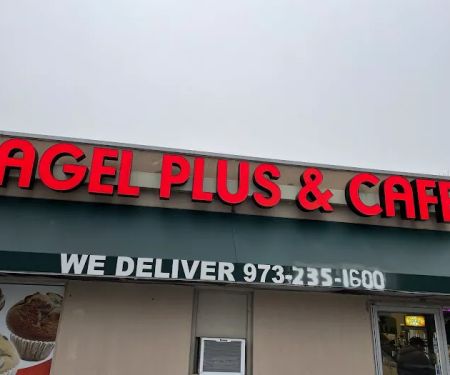 AGEL PLUS & CAFE
WE DELIVER 973-235-1600